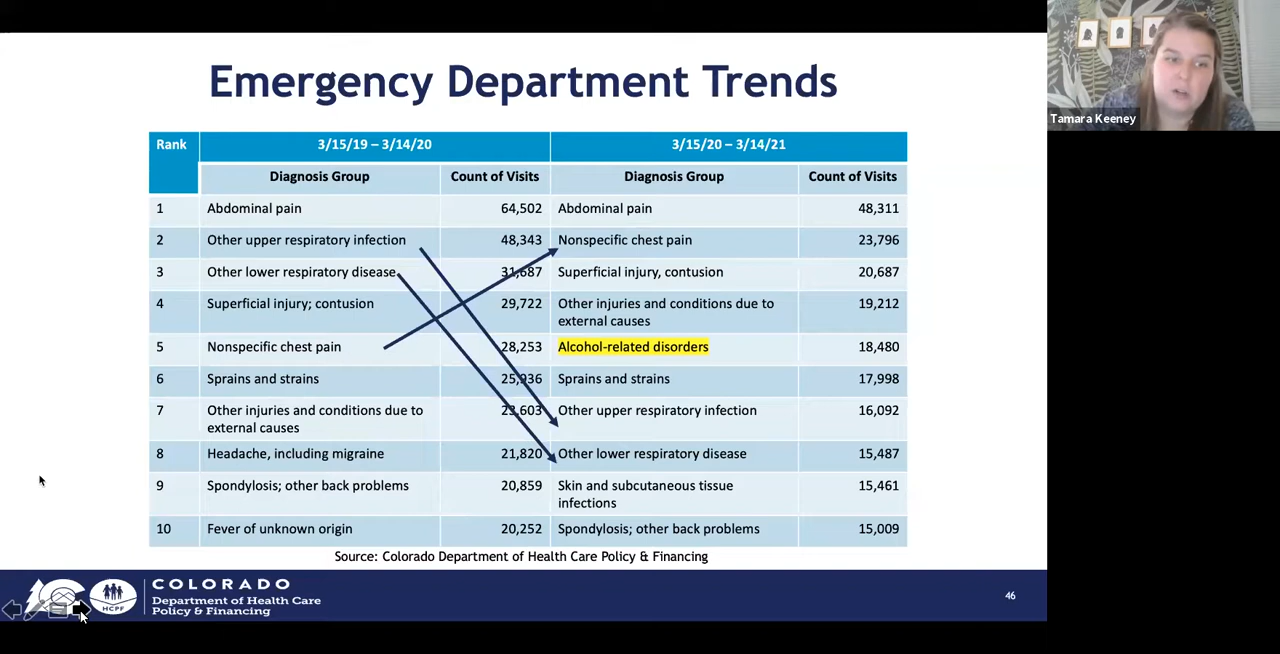 Emergency Department Trends
Rank 3/15/19 – 3/14/20 3/15/20 – 3/14/21
Diagnosis Group Count of Visits Diagnosis Group Count of Visits
1 Abdominal pain 64,502 Abdominal pain 48,311
2 Other upper respiratory infection 48,343 Nonspecific chest pain 23,796
3 Other lower respiratory disease 31,687 Superficial injury, contusion 20,687
4 Superficial injury; contusion 29,722 Other injuries and conditions due to
external causes 19,212
5 Nonspecific chest pain 28,253 Alcohol-related disorders 18,480
6 Sprains and strains 25,936 Sprains and strains 17,998
7 Other injuries and conditions due to
external causes 23,603 Other upper respiratory infection 16,092
8 Headache, including migraine 21,820 Other lower respiratory disease 15,487
9 Spondylosis; other back problems 20,859 Skin and subcutaneous tissue
infections 15,461
10 Fever of unknown origin 20,252 Spondylosis; other back problems 15,009
Source: Colorado Department of Health Care Policy & Financing
HCPF
COLORADO
Department of Health Care
Policy & Financing
46
Tamara Keeney